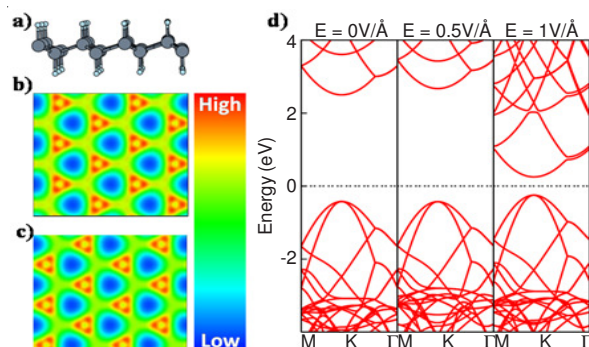 a)
b)
High
c)
Low
d)
E = 0V/Å
E = 0.5V/Å
E = 1V/Å
Energy (eV)
4
2
0
-2
M
K
Γ
M
K
Γ
M
K
Γ